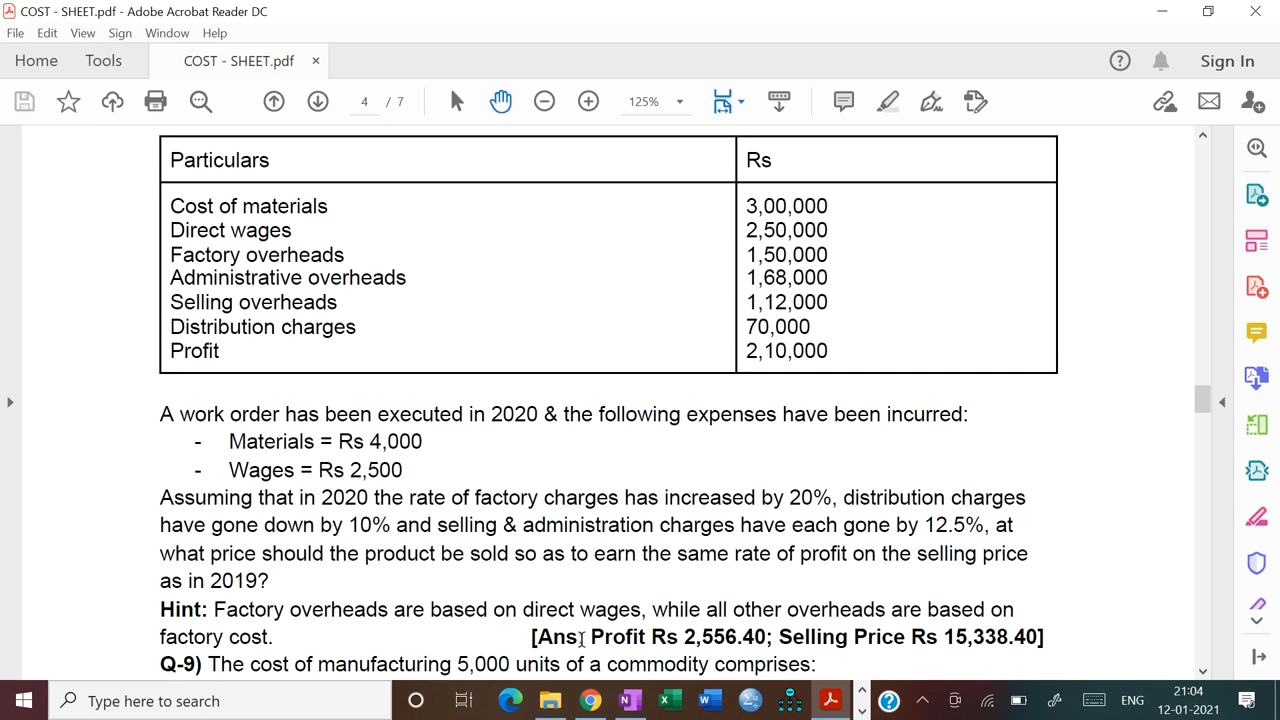 COST - SHEET.pdf - Adobe Acrobat Reader DC
File Edit View Sign Window Help
Home Tools COST - SHEET.pdf × ? Sign In
4 / 7 125%
Particulars Rs
Cost of materials 3,00,000
Direct wages 2,50,000
Factory overheads 1,50,000
Administrative overheads 1,68,000
Selling overheads 1,12,000
Distribution charges 70,000
Profit 2,10,000
A work order has been executed in 2020 & the following expenses have been incurred:
- Materials = Rs 4,000
- Wages = Rs 2,500
Assuming that in 2020 the rate of factory charges has increased by 20%, distribution charges
have gone down by 10% and selling & administration charges have each gone by 12.5%, at
what price should the product be sold so as to earn the same rate of profit on the selling price
as in 2019?
Hint: Factory overheads are based on direct wages, while all other overheads are based on
factory cost. [Ans: Profit Rs 2,556.40; Selling Price Rs 15,338.40]
Q-9) The cost of manufacturing 5,000 units of a commodity comprises:
Type here to search
ENG
21:04
12-01-2021